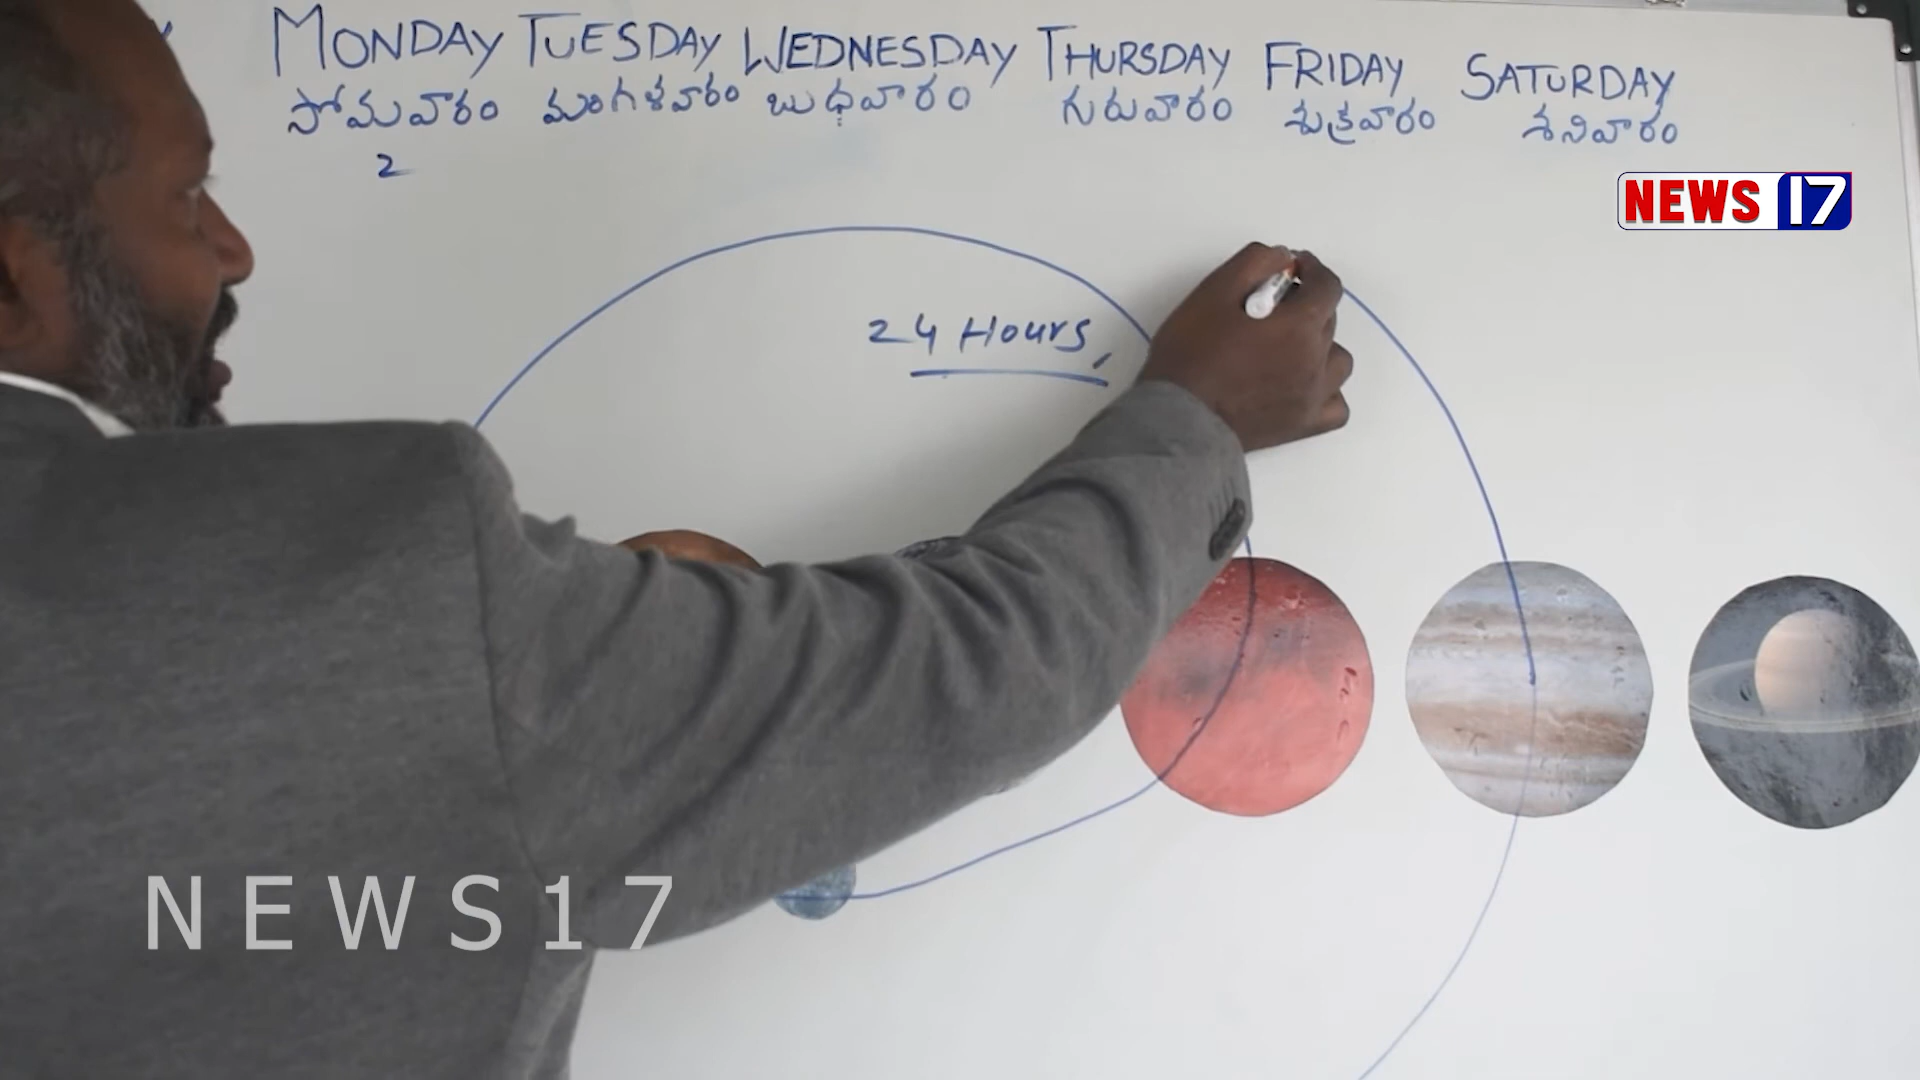 MONDAY TUESDAY WEDNESDAY THURSDAY FRIDAY SATURDAY
సోమవారం మంగళవారం బుధవారం గురువారం శుక్రవారం శనివారం
2
NEWS 17
24 Hours,
NEWS17